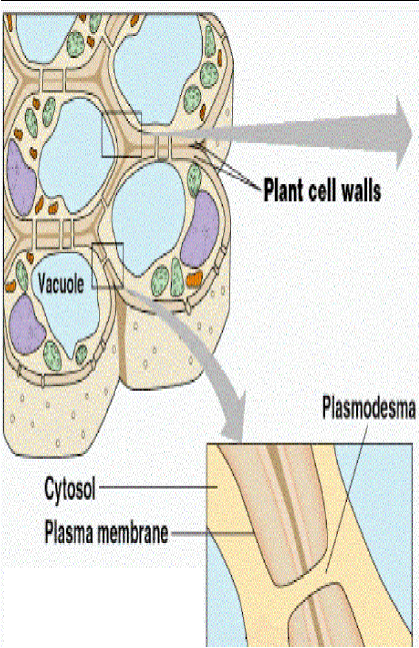 Plant cell walls
Vacuole
Plasmodesma
Cytosol
Plasma membrane